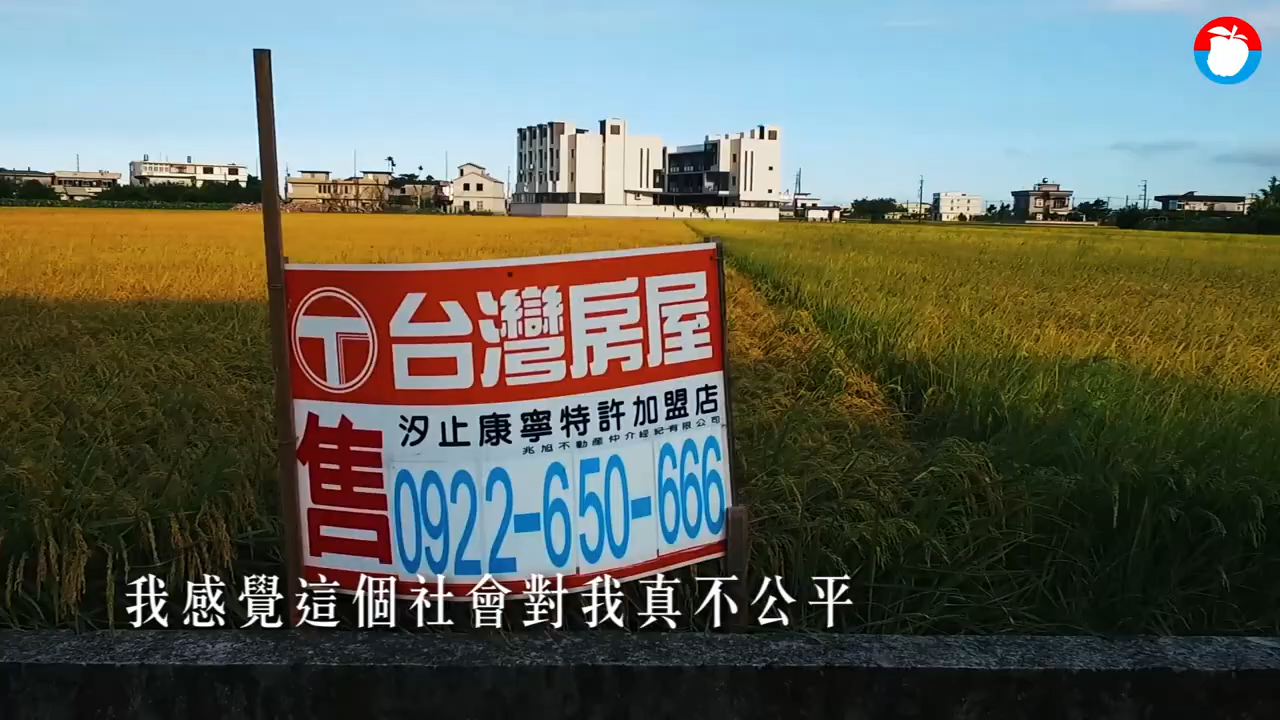 台灣房屋
售
汐止康寧特許加盟店
兆旭不動產仲介經紀有限公司
0922-650-666
我感覺這個社會對我真不公平